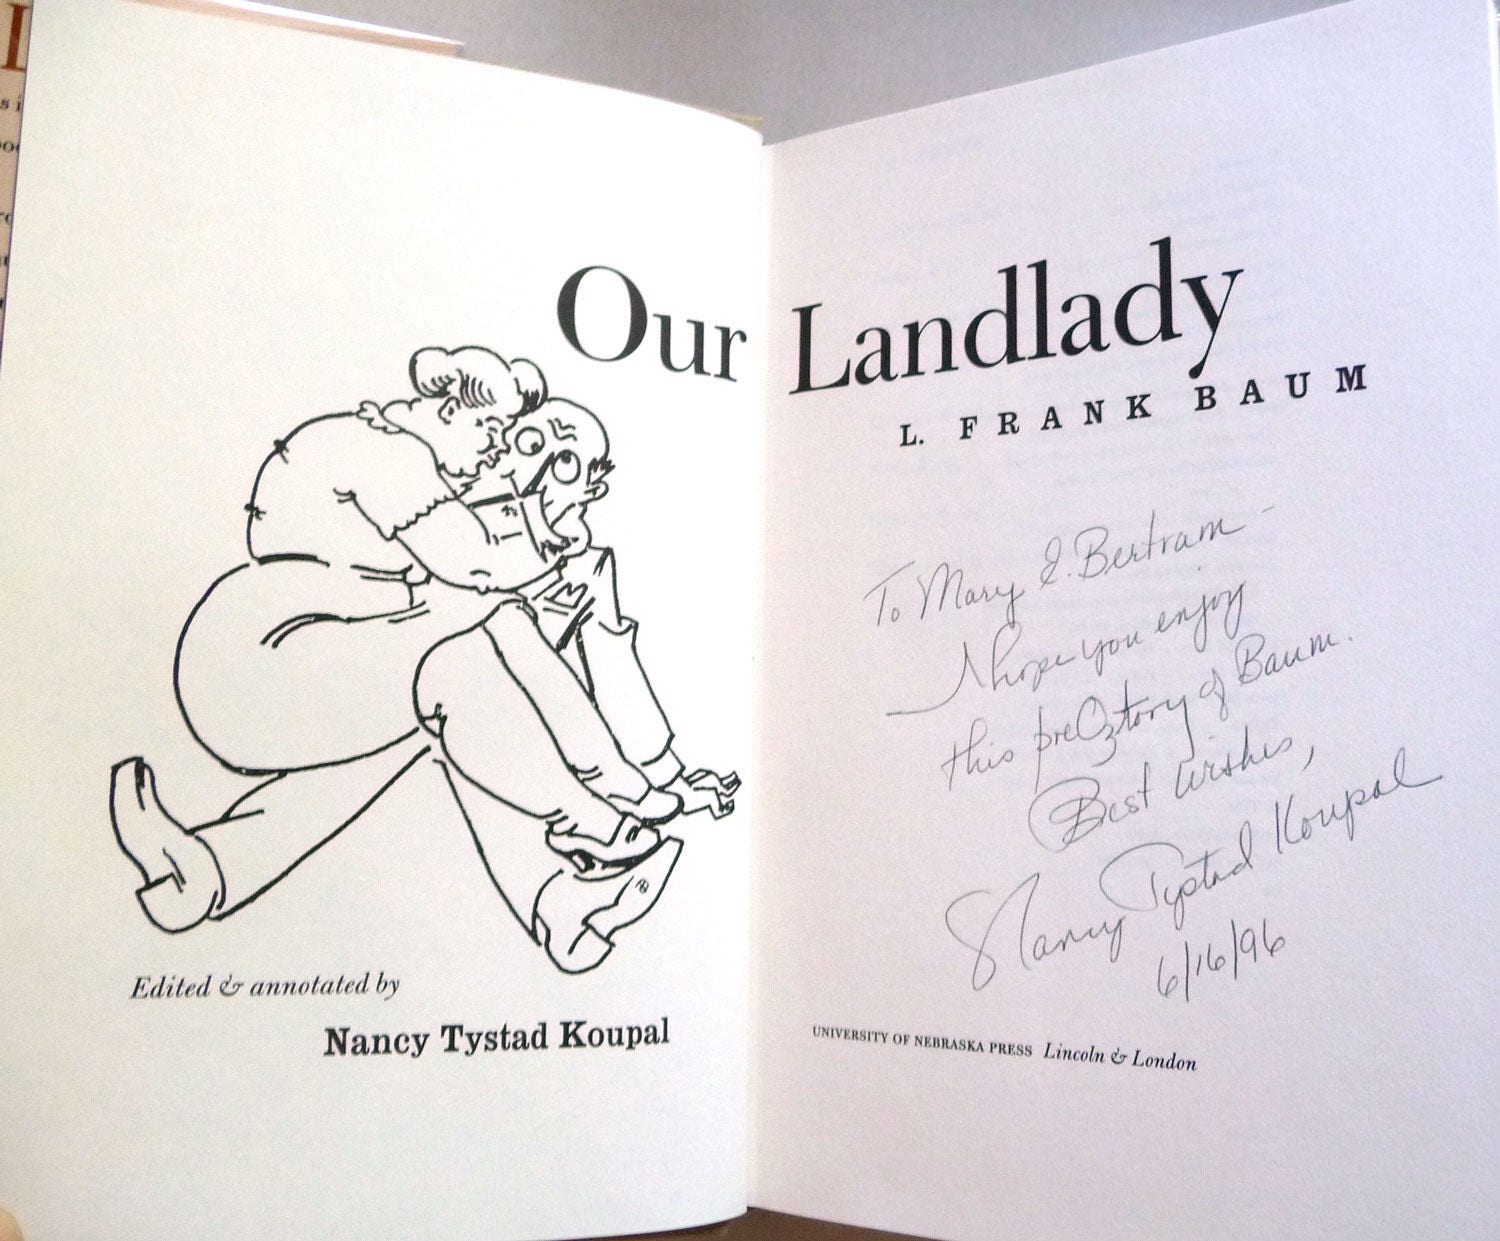 Our Landlady
L. FRANK BAUM
To Mary E. Bertram -
I hope you enjoy
this preOztory of Baum.
Best Wishes,
Nancy Tystad Koupal
6/16/96
Edited & annotated by
Nancy Tystad Koupal
UNIVERSITY OF NEBRASKA PRESS Lincoln & London